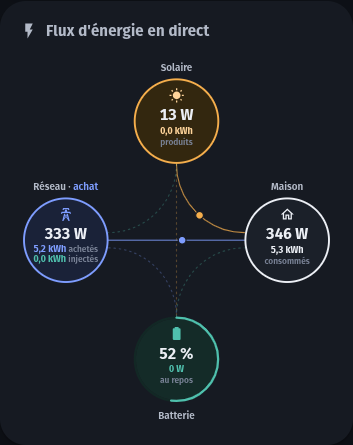 Flux d'énergie en direct
Solaire
13 W
0,0 kWh
produits
Réseau · achat
333 W
5,2 kWh achetés
0,0 kWh injectés
Maison
346 W
5,3 kWh
consommés
52 %
0 W
au repos
Batterie